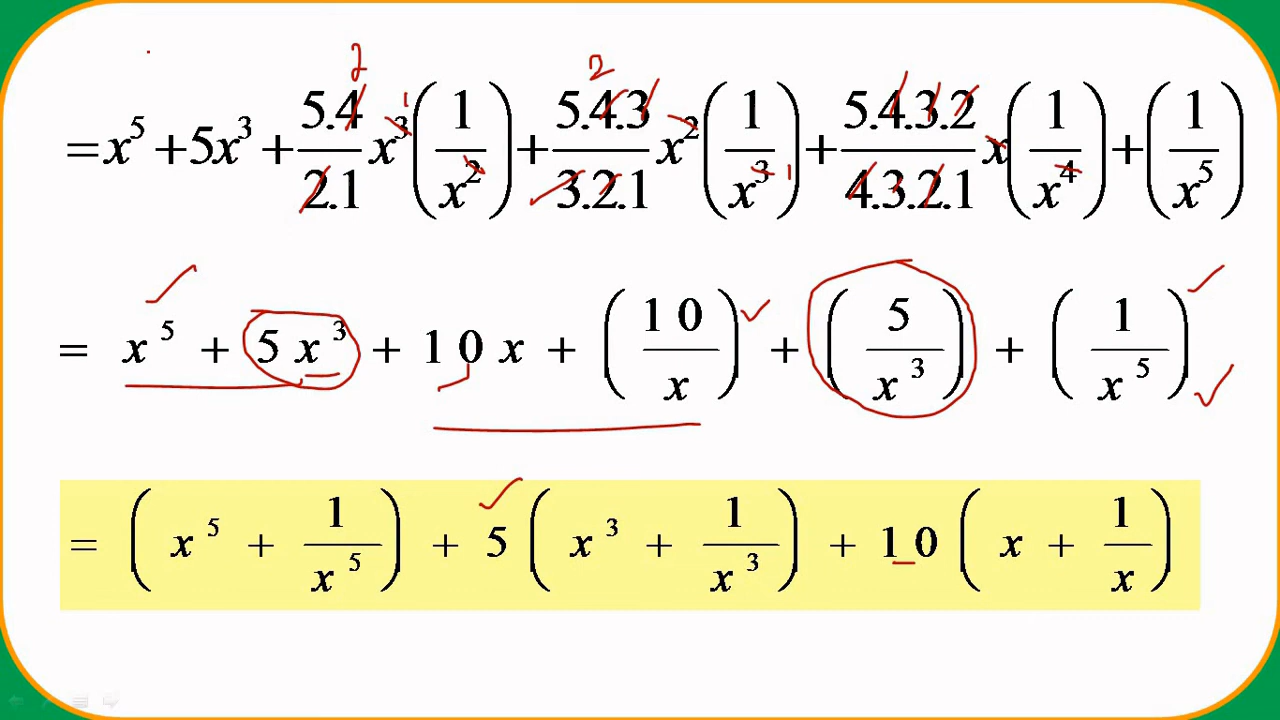 2 2
= x⁵ + 5x³ + (5.4)/(2.1) x³ (1/x²) + (5.4.3)/(3.2.1) x² (1/x³) + (5.4.3.2)/(4.3.2.1) x (1/x⁴) + (1/x⁵)
= x⁵ + 5x³ + 10x + (10/x) + (5/x³) + (1/x⁵)
= (x⁵ + 1/x⁵) + 5 (x³ + 1/x³) + 10 (x + 1/x)